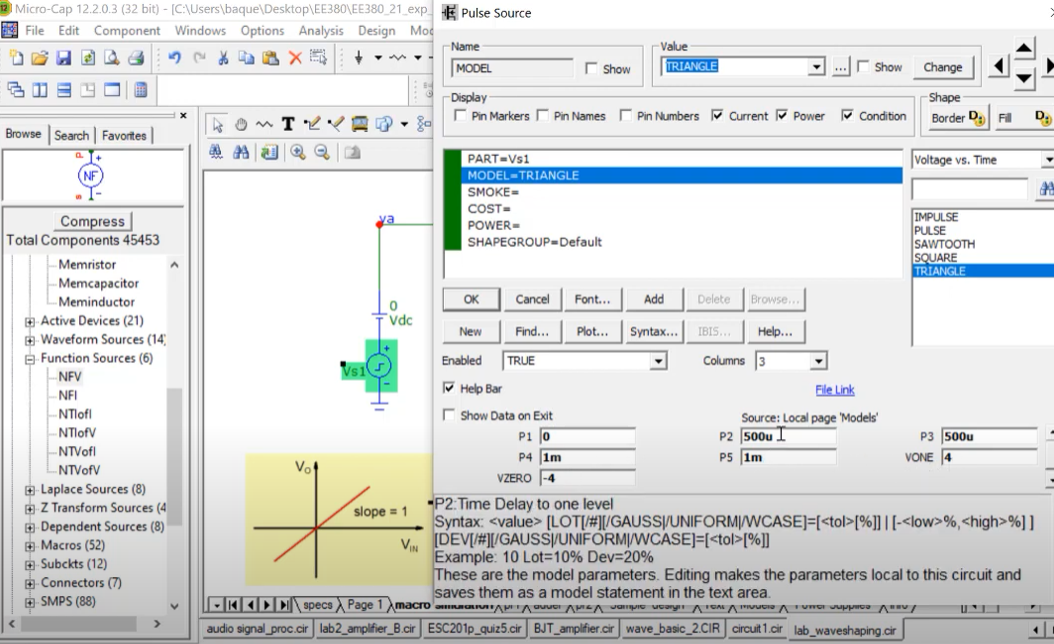 Micro-Cap 12.2.0.3 (32 bit) - [C:\Users\baque\Desktop\EE380\EE380_21_exp_
File Edit Component Windows Options Analysis Design
Browse Search Favorites
NF
Compress
Total Components 45453
Memristor
Memcapacitor
Meminductor
Active Devices (21)
Waveform Sources (14)
Function Sources (6)
NFV
NFI
NTIofI
NTIofV
NTVofI
NTVofV
Laplace Sources (8)
Z Transform Sources (4
Dependent Sources (8)
Macros (52)
Subckts (12)
Connectors (7)
SMPS (88)
va
0
Vdc
Vs1
Vo
slope = 1
VIN
Pulse Source
Name
MODEL
Show
Value
TRIANGLE
...
Show
Change
Display
Pin Markers Pin Names Pin Numbers Current Power Condition
Shape
Border Fill
PART=Vs1
MODEL=TRIANGLE
SMOKE=
COST=
POWER=
SHAPEGROUP=Default
Voltage vs. Time
IMPULSE
PULSE
SAWTOOTH
SQUARE
TRIANGLE
OK Cancel Font... Add Delete Browse...
New Find... Plot... Syntax... IBIS... Help...
Enabled TRUE Columns 3
Help Bar File Link
Show Data on Exit Source: Local page 'Models'
P1 0 P2 500u P3 500u
P4 1m P5 1m VONE 4
VZERO -4
P2:Time Delay to one level
Syntax: <value> [LOT[/#][/GAUSS|/UNIFORM|/WCASE]=[<tol>[%]] | [-<low>%,<high>%] ]
[DEV[/#][/GAUSS|/UNIFORM|/WCASE]=[<tol>[%]]
Example: 10 Lot=10% Dev=20%
These are the model parameters. Editing makes the parameters local to this circuit and
saves them as a model statement in the text area.
specs Page 1 macro simulation adder Sample design Text Models Power Supplies Info
audio signal_proc.cir lab2_amplifier_B.cir ESC201p_quiz5.cir BJT_amplifier.cir wave_basic_2.CIR circuit1.cir lab_waveshaping.cir